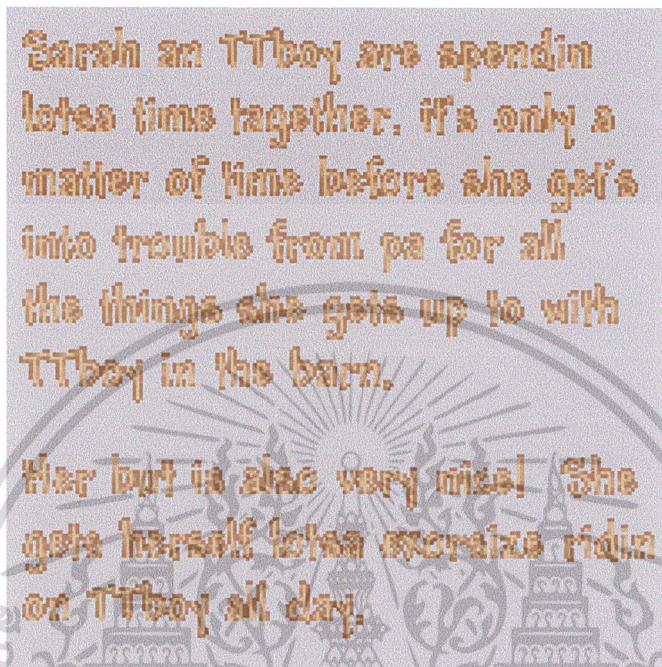 Sarah an TTboy are spendin
lotsa time tagether. it's only a
matter of time before she get's
into trouble from pa for all
the things she gets up to with
TTboy in the barn.
Her but is also very nice! She
gets herself lotsa exorsize ridin
on TTboy all day.